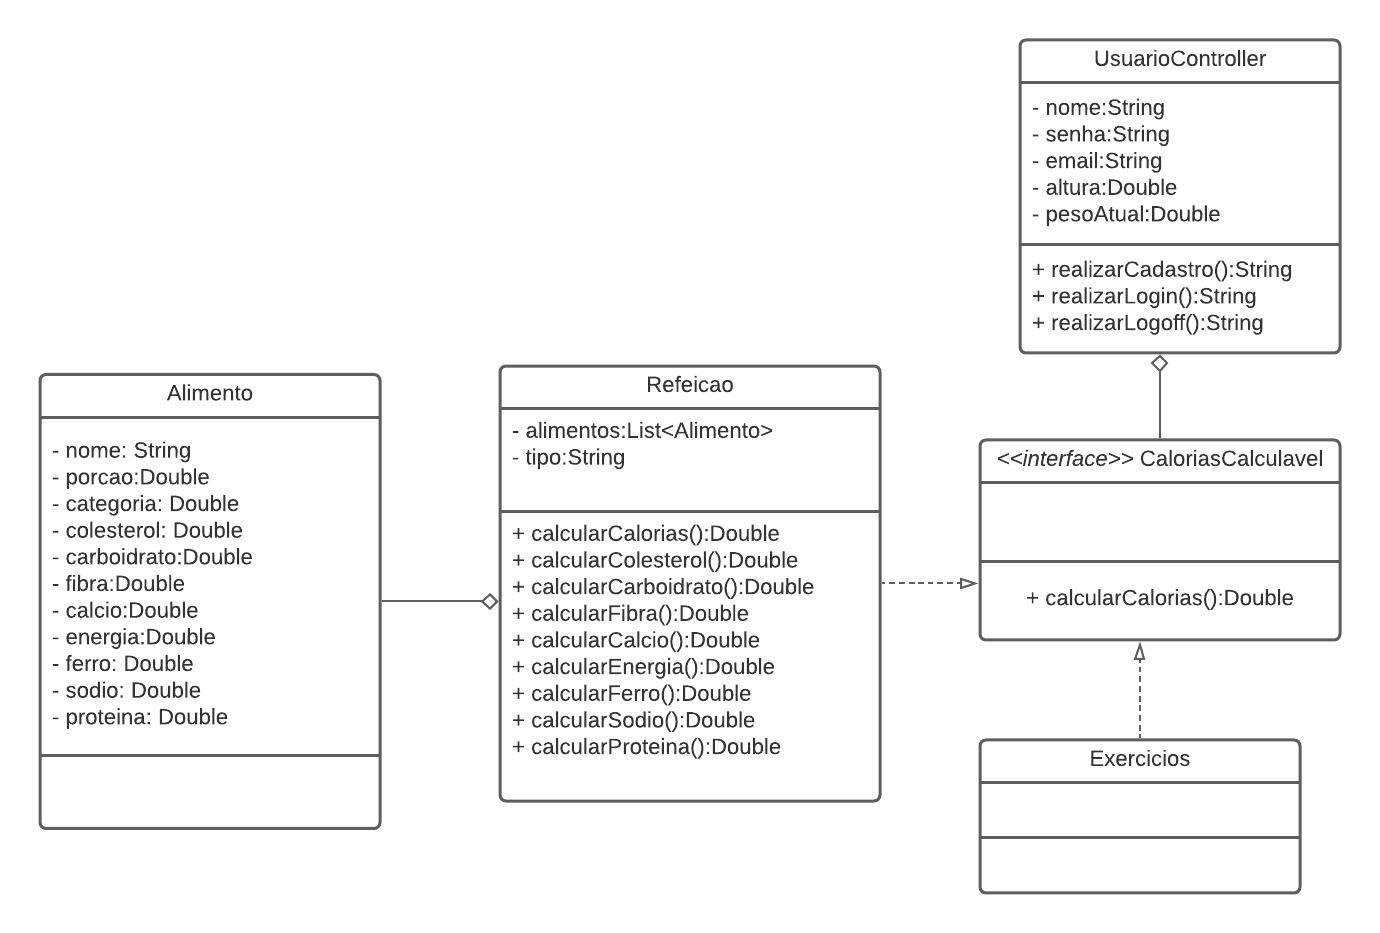 UsuarioController
- nome:String
- senha:String
- email:String
- altura:Double
- pesoAtual:Double
+ realizarCadastro():String
+ realizarLogin():String
+ realizarLogoff():String
Alimento
- nome: String
- porcao:Double
- categoria: Double
- colesterol: Double
- carboidrato:Double
- fibra:Double
- calcio:Double
- energia:Double
- ferro: Double
- sodio: Double
- proteina: Double
Refeicao
- alimentos:List<Alimento>
- tipo:String
+ calcularCalorias():Double
+ calcularColesterol():Double
+ calcularCarboidrato():Double
+ calcularFibra():Double
+ calcularCalcio():Double
+ calcularEnergia():Double
+ calcularFerro():Double
+ calcularSodio():Double
+ calcularProteina():Double
<<interface>> CaloriasCalculavel
+ calcularCalorias():Double
Exercicios